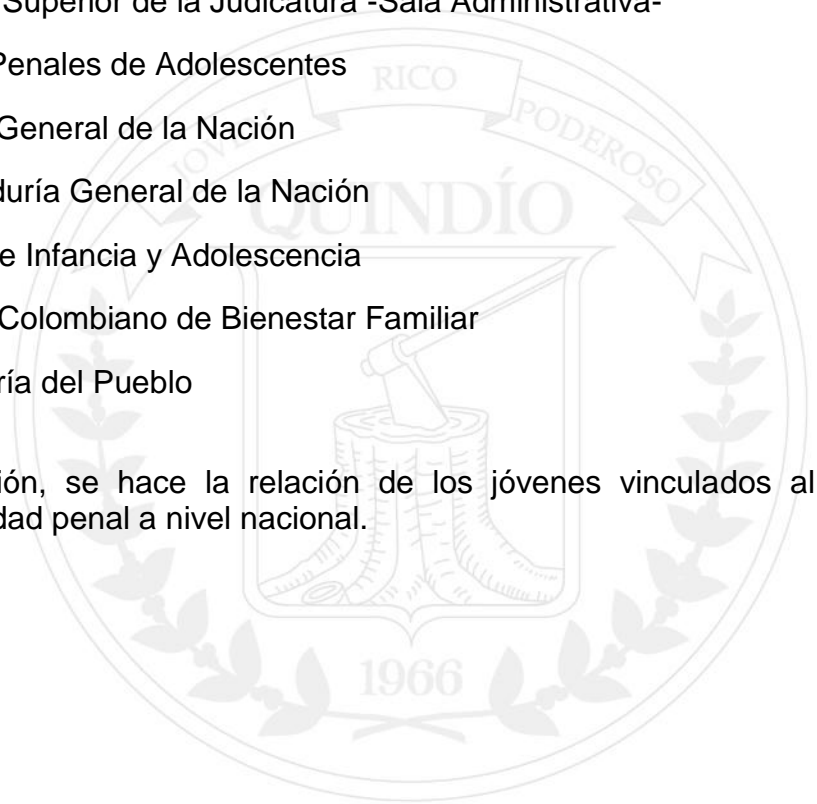 Superior de la Judicatura -Sala Administrativa-
Penales de Adolescentes
General de la Nación
duría General de la Nación
e Infancia y Adolescencia
Colombiano de Bienestar Familiar
ría del Pueblo
ión, se hace la relación de los jóvenes vinculados al
dad penal a nivel nacional.
JOVEN RICO PODEROSO
QUINDÍO
1966